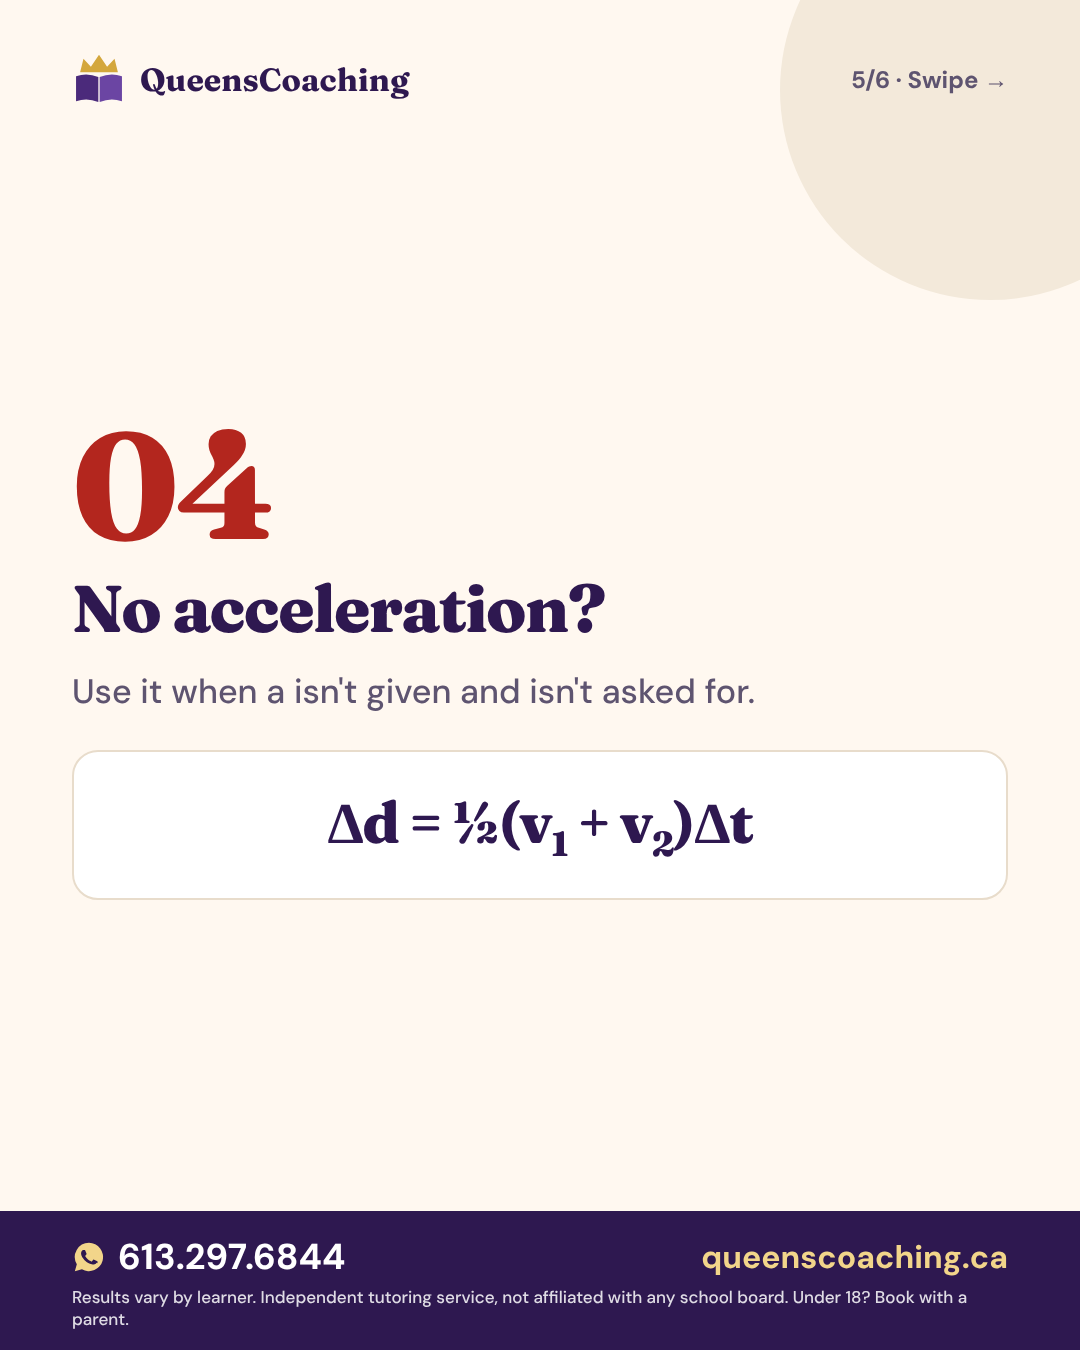 QueensCoaching
5/6 · Swipe →
04
No acceleration?
Use it when a isn't given and isn't asked for.
Δd = ½(v₁ + v₂)Δt
613.297.6844
queenscoaching.ca
Results vary by learner. Independent tutoring service, not affiliated with any school board. Under 18? Book with a
parent.